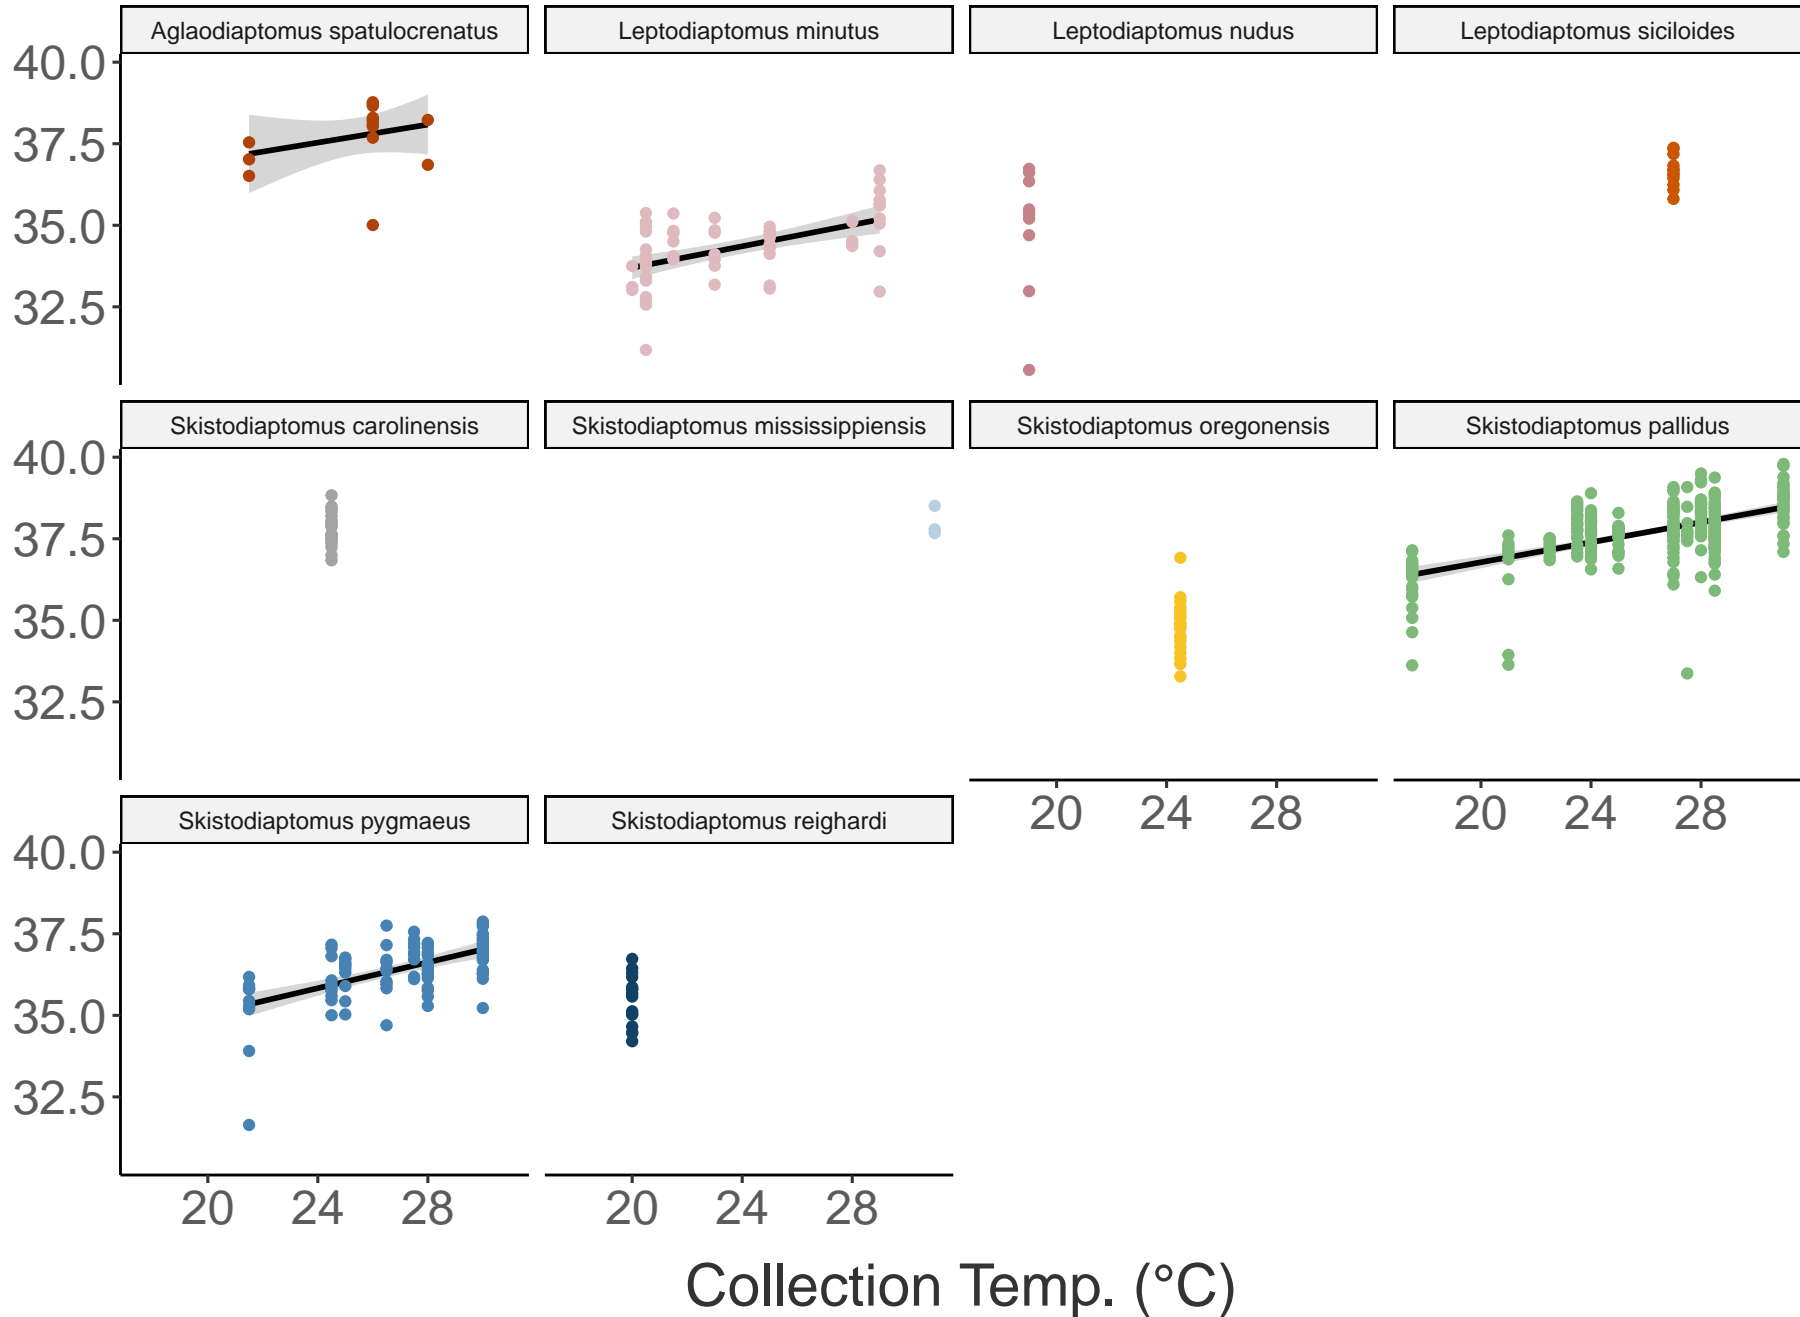 Aglaodiaptomus spatulocrenatus Leptodiaptomus minutus Leptodiaptomus nudus Leptodiaptomus siciloides
40.0
37.5
35.0
32.5
Skistodiaptomus carolinensis Skistodiaptomus mississippiensis Skistodiaptomus oregonensis Skistodiaptomus pallidus
40.0
37.5
35.0
32.5
20 24 28 20 24 28
Skistodiaptomus pygmaeus Skistodiaptomus reighardi
40.0
37.5
35.0
32.5
20 24 28 20 24 28
Collection Temp. (°C)